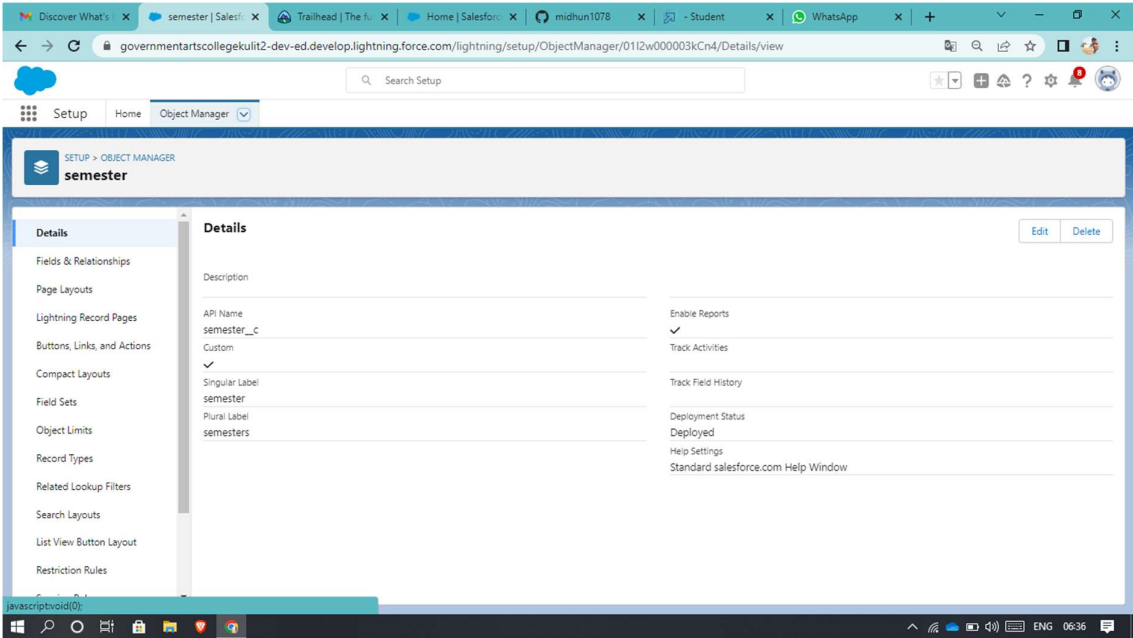 Discover What's I
semester | Salesf
Trailhead | The fu
Home | Salesforc
midhun1078
- Student
WhatsApp
governmentartscollegekulit2-dev-ed.develop.lightning.force.com/lightning/setup/ObjectManager/01I2w000003kCn4/Details/view
Search Setup
8
Setup
Home
Object Manager
SETUP > OBJECT MANAGER
semester
Details
Fields & Relationships
Page Layouts
Lightning Record Pages
Buttons, Links, and Actions
Compact Layouts
Field Sets
Object Limits
Record Types
Related Lookup Filters
Search Layouts
List View Button Layout
Restriction Rules
Details
Edit
Delete
Description
API Name
semester__c
Custom
Singular Label
semester
Plural Label
semesters
Enable Reports
Track Activities
Track Field History
Deployment Status
Deployed
Help Settings
Standard salesforce.com Help Window
javascript:void(0);
ENG
06:36